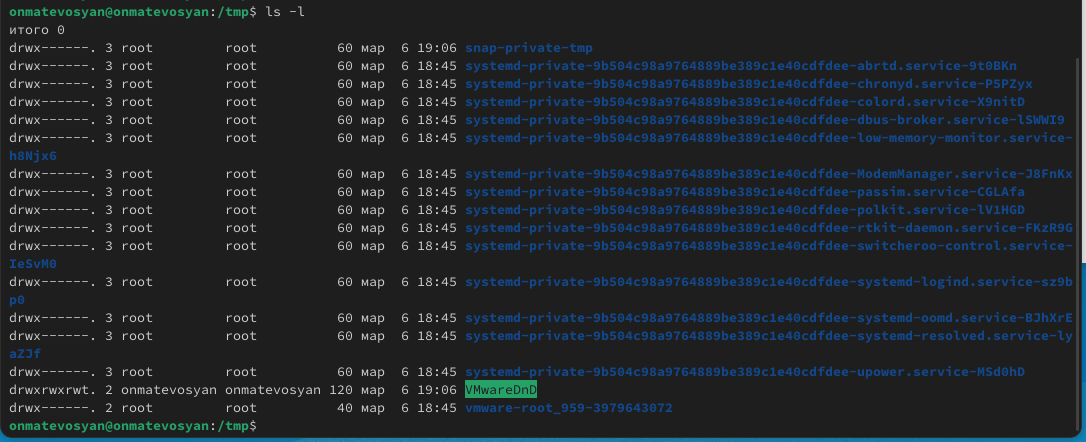 onmatevosyan@onmatevosyan:/tmp$ ls -l
итого 0
drwx------. 3 root         root          60 мар  6 19:06 snap-private-tmp
drwx------. 3 root         root          60 мар  6 18:45 systemd-private-9b504c98a9764889be389c1e40cdfdee-abrtd.service-9t0BKn
drwx------. 3 root         root          60 мар  6 18:45 systemd-private-9b504c98a9764889be389c1e40cdfdee-chronyd.service-PSPZyx
drwx------. 3 root         root          60 мар  6 18:45 systemd-private-9b504c98a9764889be389c1e40cdfdee-colord.service-X9nitD
drwx------. 3 root         root          60 мар  6 18:45 systemd-private-9b504c98a9764889be389c1e40cdfdee-dbus-broker.service-lSWWI9
drwx------. 3 root         root          60 мар  6 18:45 systemd-private-9b504c98a9764889be389c1e40cdfdee-low-memory-monitor.service-
h8Njx6
drwx------. 3 root         root          60 мар  6 18:45 systemd-private-9b504c98a9764889be389c1e40cdfdee-ModemManager.service-J8FnKx
drwx------. 3 root         root          60 мар  6 18:45 systemd-private-9b504c98a9764889be389c1e40cdfdee-passim.service-CGLAfa
drwx------. 3 root         root          60 мар  6 18:45 systemd-private-9b504c98a9764889be389c1e40cdfdee-polkit.service-lV1HGD
drwx------. 3 root         root          60 мар  6 18:45 systemd-private-9b504c98a9764889be389c1e40cdfdee-rtkit-daemon.service-FKzR9G
drwx------. 3 root         root          60 мар  6 18:45 systemd-private-9b504c98a9764889be389c1e40cdfdee-switcheroo-control.service-
IeSvM0
drwx------. 3 root         root          60 мар  6 18:45 systemd-private-9b504c98a9764889be389c1e40cdfdee-systemd-logind.service-sz9b
p0
drwx------. 3 root         root          60 мар  6 18:45 systemd-private-9b504c98a9764889be389c1e40cdfdee-systemd-oomd.service-BJhXrE
drwx------. 3 root         root          60 мар  6 18:45 systemd-private-9b504c98a9764889be389c1e40cdfdee-systemd-resolved.service-ly
aZJf
drwx------. 3 root         root          60 мар  6 18:45 systemd-private-9b504c98a9764889be389c1e40cdfdee-upower.service-MSd0hD
drwxrwxrwt. 2 onmatevosyan onmatevosyan 120 мар  6 19:06 VMwareDnD
drwx------. 2 root         root          40 мар  6 18:45 vmware-root_959-3979643072
onmatevosyan@onmatevosyan:/tmp$